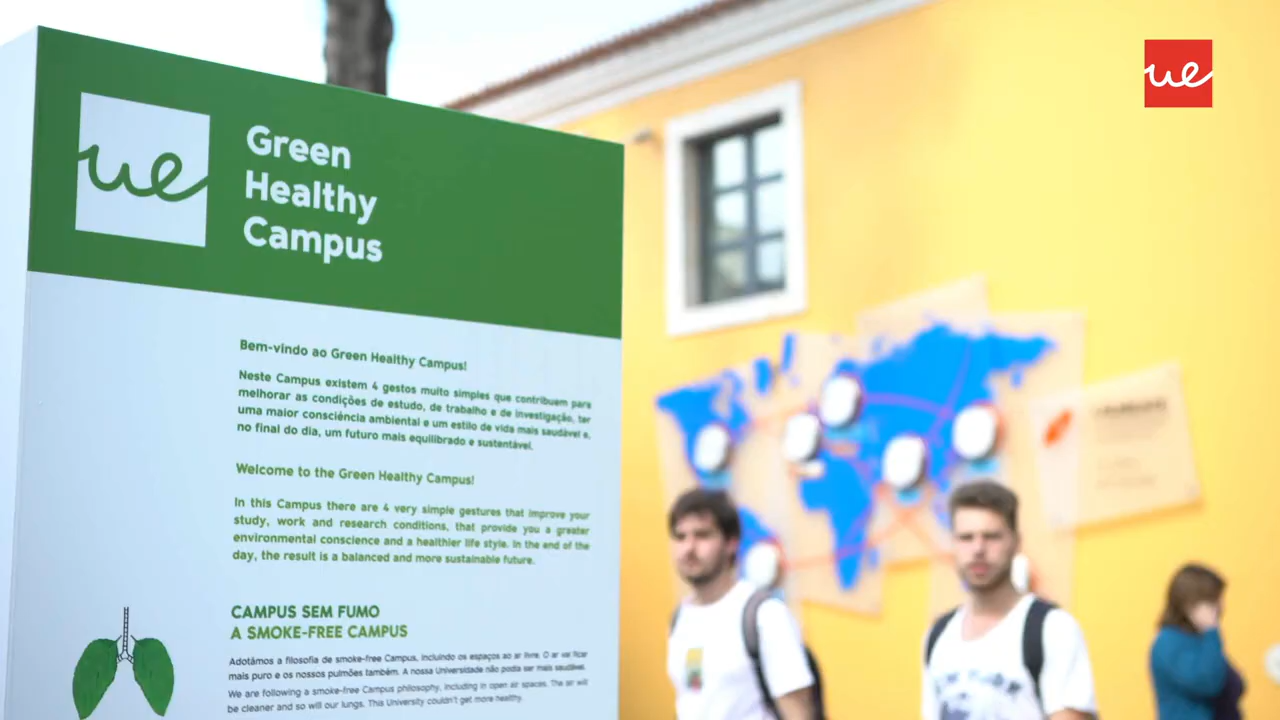 ue
ue
Green
Healthy
Campus
Bem-vindo ao Green Healthy Campus!
Neste Campus existem 4 gestos muito simples que contribuem para
melhorar as condições de estudo, de trabalho e de investigação, ter
uma maior consciência ambiental e um estilo de vida mais saudável e,
no final do dia, um futuro mais equilibrado e sustentável.
Welcome to the Green Healthy Campus!
In this Campus there are 4 very simple gestures that improve your
study, work and research conditions, that provide you a greater
environmental conscience and a healthier life style. In the end of the
day, the result is a balanced and more sustainable future.
CAMPUS SEM FUMO
A SMOKE-FREE CAMPUS
Adotámos a filosofia de smoke-free Campus, incluindo os espaços ao ar livre. O ar vai ficar
mais puro e os nossos pulmões também. A nossa Universidade não podia ser mais saudável.
We are following a smoke-free Campus philosophy, including in open air spaces. The air will
be cleaner and so will our lungs. This University couldn't get more healthy.